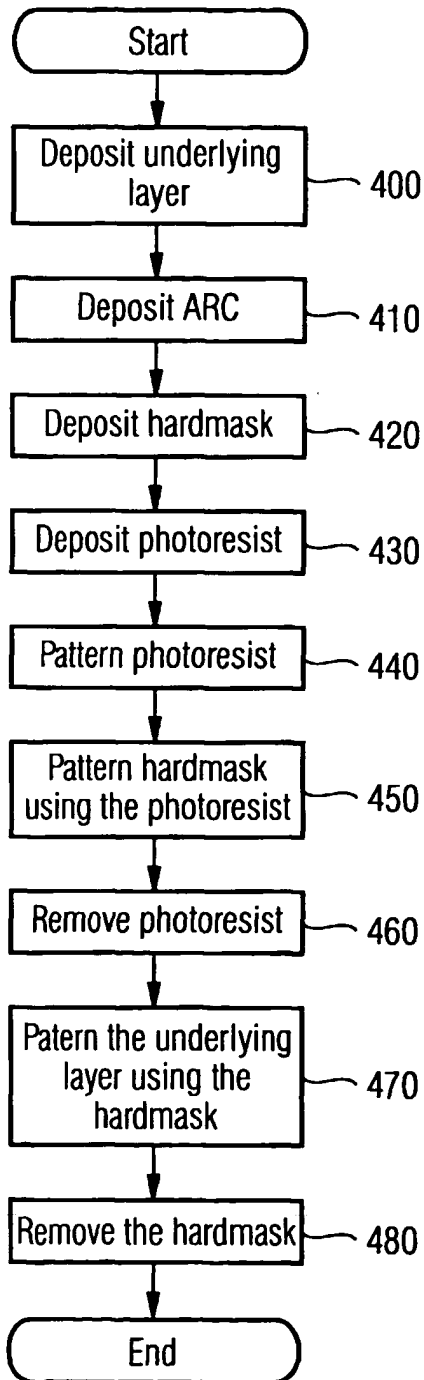 Start
Deposit underlying
layer
400
Deposit ARC
410
Deposit hardmask
420
Deposit photoresist
430
Pattern photoresist
440
Pattern hardmask
using the photoresist
450
Remove photoresist
460
Patern the underlying
layer using the
hardmask
470
Remove the hardmask
480
End